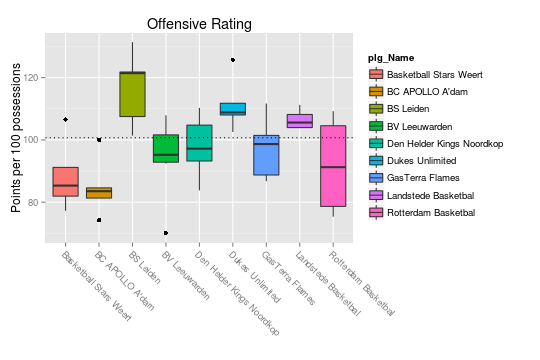 Offensive Rating
Points per 100 possessions
120
100
80
Basketball Stars Weert
BC APOLLO A'dam
BS Leiden
BV Leeuwarden
Den Helder Kings Noordkop
Dukes Unlimited
GasTerra Flames
Landstede Basketbal
Rotterdam Basketbal
plg_Name
Basketball Stars Weert
BC APOLLO A'dam
BS Leiden
BV Leeuwarden
Den Helder Kings Noordkop
Dukes Unlimited
GasTerra Flames
Landstede Basketbal
Rotterdam Basketbal